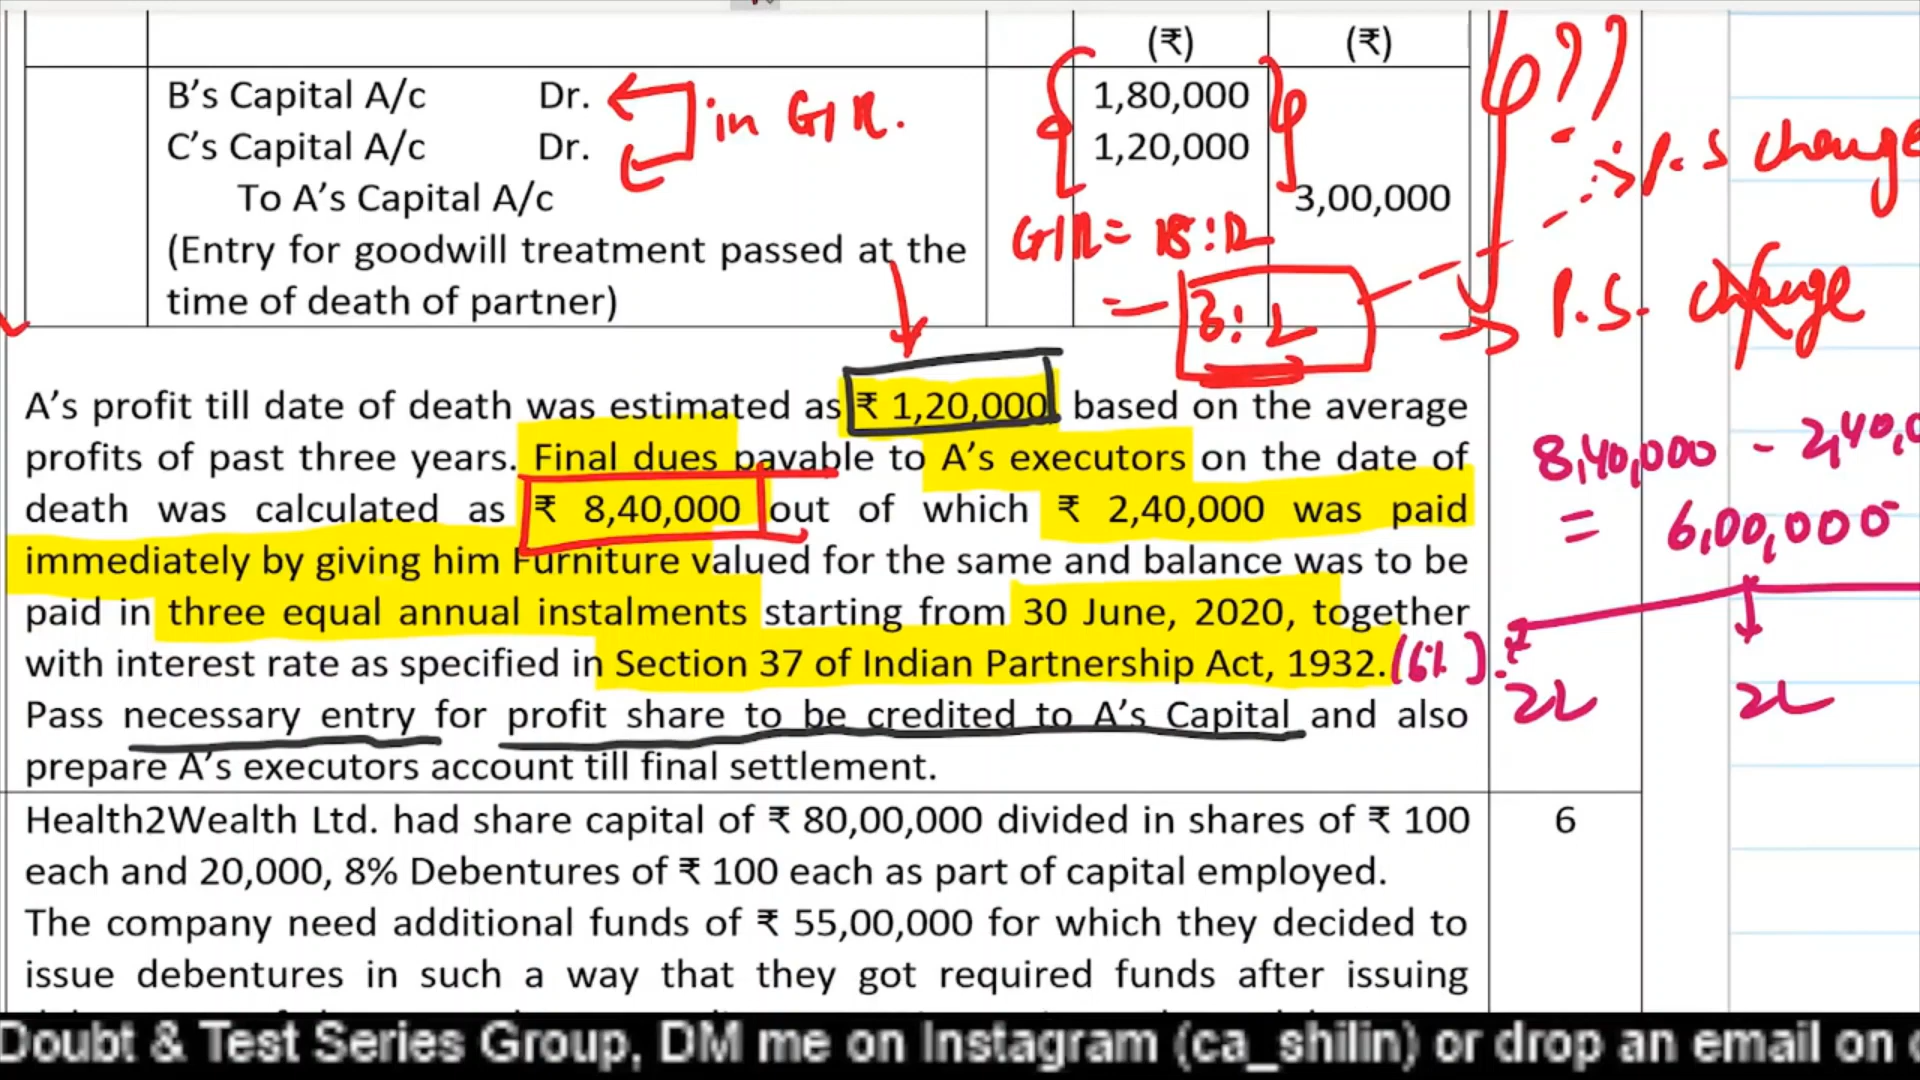 (₹) (₹)
B’s Capital A/c Dr. 1,80,000
in GIR.
C’s Capital A/c Dr. 1,20,000
To A’s Capital A/c 3,00,000
(Entry for goodwill treatment passed at the
time of death of partner)
GIR = 18:12
= 3:2
??
P.S change
P.S. change
A’s profit till date of death was estimated as ₹ 1,20,000, based on the average
profits of past three years. Final dues payable to A’s executors on the date of
death was calculated as ₹ 8,40,000 out of which ₹ 2,40,000 was paid
immediately by giving him Furniture valued for the same and balance was to be
paid in three equal annual instalments starting from 30 June, 2020, together
with interest rate as specified in Section 37 of Indian Partnership Act, 1932. (6%)
Pass necessary entry for profit share to be credited to A’s Capital and also
prepare A’s executors account till final settlement.
8,40,000 - 2,40,0
= 6,00,000
2L 2L
Health2Wealth Ltd. had share capital of ₹ 80,00,000 divided in shares of ₹ 100 6
each and 20,000, 8% Debentures of ₹ 100 each as part of capital employed.
The company need additional funds of ₹ 55,00,000 for which they decided to
issue debentures in such a way that they got required funds after issuing
Doubt & Test Series Group, DM me on Instagram (ca_shilin) or drop an email on